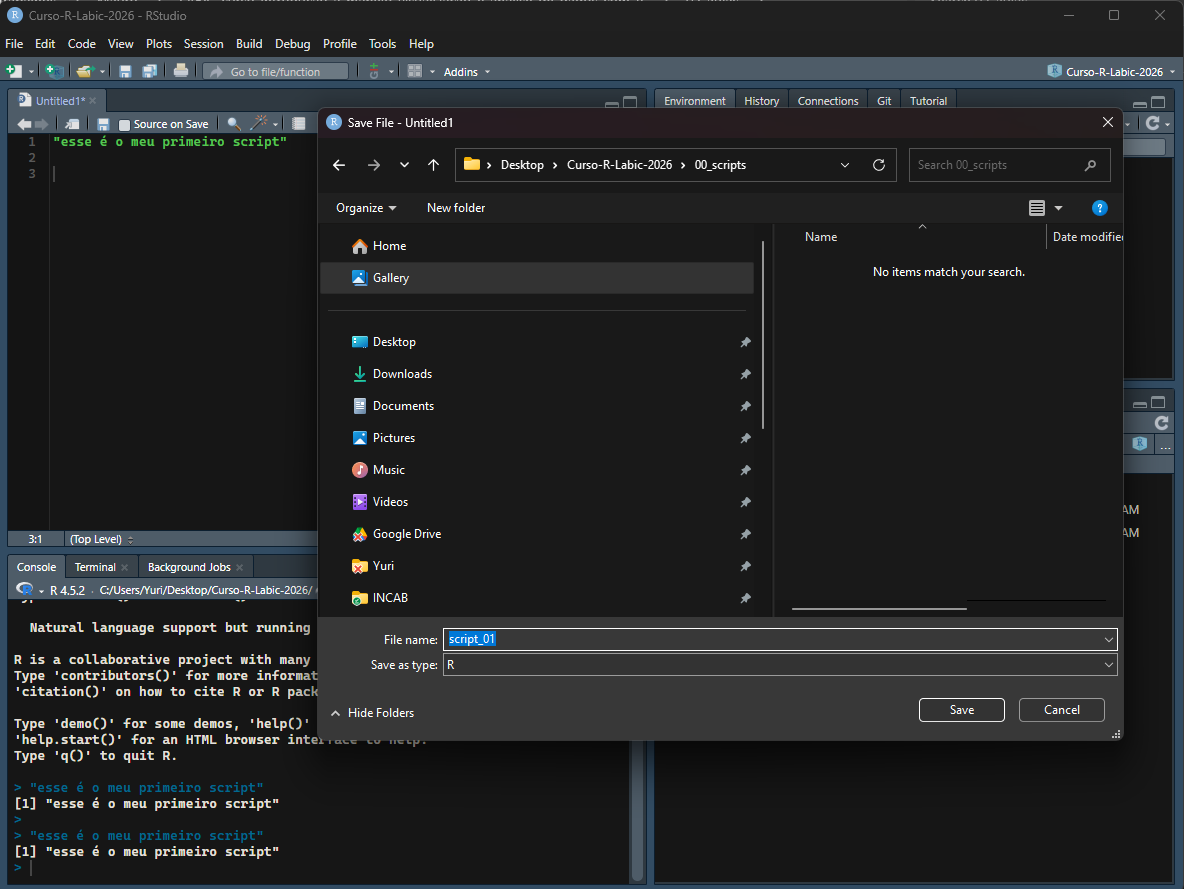 Curso-R-Labic-2026 - RStudio
File Edit Code View Plots Session Build Debug Profile Tools Help
Go to file/function Addins Curso-R-Labic-2026
Untitled1*
Source on Save
1 "esse é o meu primeiro script"
2
3
3:1 (Top Level)
Console Terminal Background Jobs
R 4.5.2 · C:/Users/Yuri/Desktop/Curso-R-Labic-2026/
Natural language support but running
R is a collaborative project with many
Type 'contributors()' for more informat
'citation()' on how to cite R or R pack
Type 'demo()' for some demos, 'help()'
'help.start()' for an HTML browser interface to help.
Type 'q()' to quit R.
> "esse é o meu primeiro script"
[1] "esse é o meu primeiro script"
>
> "esse é o meu primeiro script"
[1] "esse é o meu primeiro script"
>
Environment History Connections Git Tutorial
...
AM
AM
Save File - Untitled1
Desktop › Curso-R-Labic-2026 › 00_scripts
Search 00_scripts
Organize New folder
?
Home
Gallery
Desktop
Downloads
Documents
Pictures
Music
Videos
Google Drive
Yuri
INCAB
Name Date modifie
No items match your search.
File name: script_01
Save as type: R
Hide Folders
Save Cancel